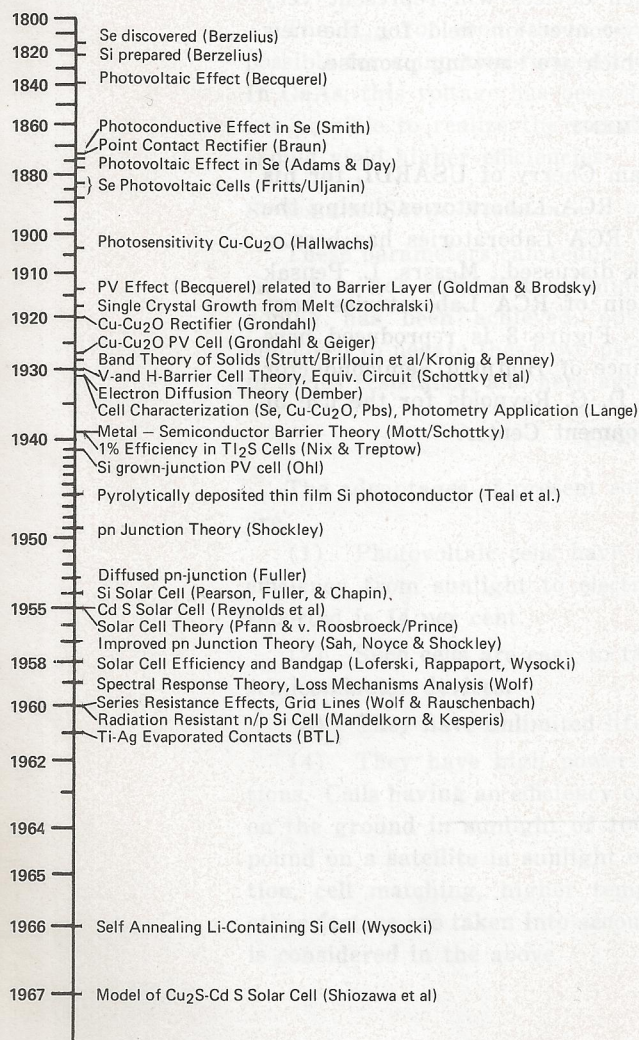 1800
Se discovered (Berzelius)
1820 Si prepared (Berzelius)
1840 Photovoltaic Effect (Becquerel)
1860 Photoconductive Effect in Se (Smith)
Point Contact Rectifier (Braun)
Photovoltaic Effect in Se (Adams & Day)
1880 } Se Photovoltaic Cells (Fritts/Uljanin)
1900 Photosensitivity Cu-Cu2O (Hallwachs)
1910
PV Effect (Becquerel) related to Barrier Layer (Goldman & Brodsky)
Single Crystal Growth from Melt (Czochralski)
1920 Cu-Cu2O Rectifier (Grondahl)
Cu-Cu2O PV Cell (Grondahl & Geiger)
Band Theory of Solids (Strutt/Brillouin et al/Kronig & Penney)
1930 V-and H-Barrier Cell Theory, Equiv. Circuit (Schottky et al)
Electron Diffusion Theory (Dember)
Cell Characterization (Se, Cu-Cu2O, Pbs), Photometry Application (Lange)
Metal – Semiconductor Barrier Theory (Mott/Schottky)
1940 1% Efficiency in Tl2S Cells (Nix & Treptow)
Si grown-junction PV cell (Ohl)
Pyrolytically deposited thin film Si photoconductor (Teal et al.)
pn Junction Theory (Shockley)
1950
Diffused pn-junction (Fuller)
Si Solar Cell (Pearson, Fuller, & Chapin)
1955 Cd S Solar Cell (Reynolds et al)
Solar Cell Theory (Pfann & v. Roosbroeck/Prince)
Improved pn Junction Theory (Sah, Noyce & Shockley)
1958 Solar Cell Efficiency and Bandgap (Loferski, Rappaport, Wysocki)
Spectral Response Theory, Loss Mechanisms Analysis (Wolf)
1960 Series Resistance Effects, Grid Lines (Wolf & Rauschenbach)
Radiation Resistant n/p Si Cell (Mandelkorn & Kesperis)
Ti-Ag Evaporated Contacts (BTL)
1962
1964
1965
1966 Self Annealing Li-Containing Si Cell (Wysocki)
1967 Model of Cu2S-Cd S Solar Cell (Shiozawa et al)